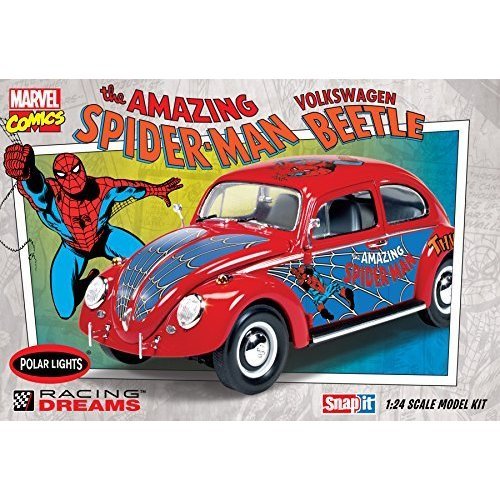 MARVEL
COMICS
the AMAZING
SPIDER-MAN
VOLKSWAGEN
BEETLE
the AMAZING
SPIDER-MAN
POLAR LIGHTS
RACING™
DREAMS
Snap it
1:24 SCALE MODEL KIT